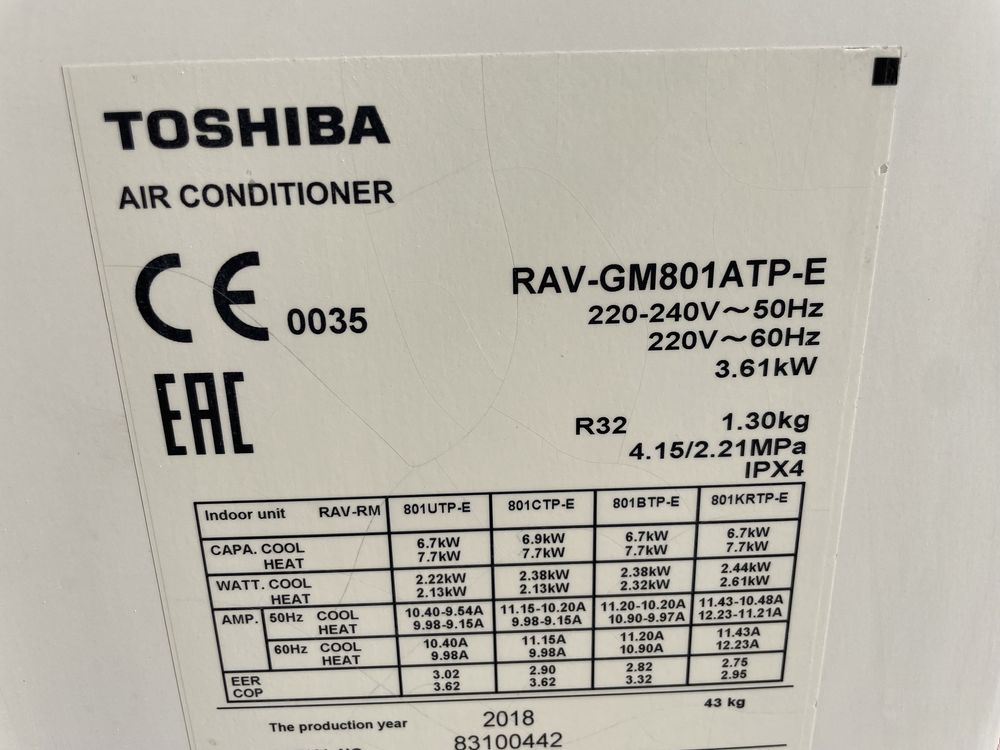 TOSHIBA
AIR CONDITIONER
CE 0035
EAC
RAV-GM801ATP-E
220-240V～50Hz
220V～60Hz
3.61kW
R32 1.30kg
4.15/2.21MPa
IPX4
Indoor unit RAV-RM 801UTP-E 801CTP-E 801BTP-E 801KRTP-E
CAPA. COOL 6.7kW 6.9kW 6.7kW 6.7kW
HEAT 7.7kW 7.7kW 7.7kW 7.7kW
WATT. COOL 2.22kW 2.38kW 2.38kW 2.44kW
HEAT 2.13kW 2.13kW 2.32kW 2.61kW
AMP. 50Hz COOL 10.40-9.54A 11.15-10.20A 11.20-10.20A 11.43-10.48A
HEAT 9.98-9.15A 9.98-9.15A 10.90-9.97A 12.23-11.21A
60Hz COOL 10.40A 11.15A 11.20A 11.43A
HEAT 9.98A 9.98A 10.90A 12.23A
EER 3.02 2.90 2.82 2.75
COP 3.62 3.62 3.32 2.95
43 kg
The production year 2018
83100442